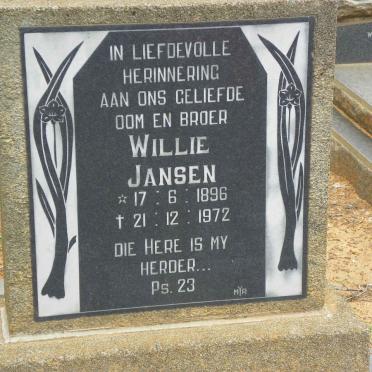 IN LIEFDEVOLLE
HERINNERING
AAN ONS GELIEFDE
OOM EN BROER
WILLIE
JANSEN
☆ 17 : 6 : 1896
† 21 : 12 : 1972
DIE HERE IS MY
HERDER...
PS. 23